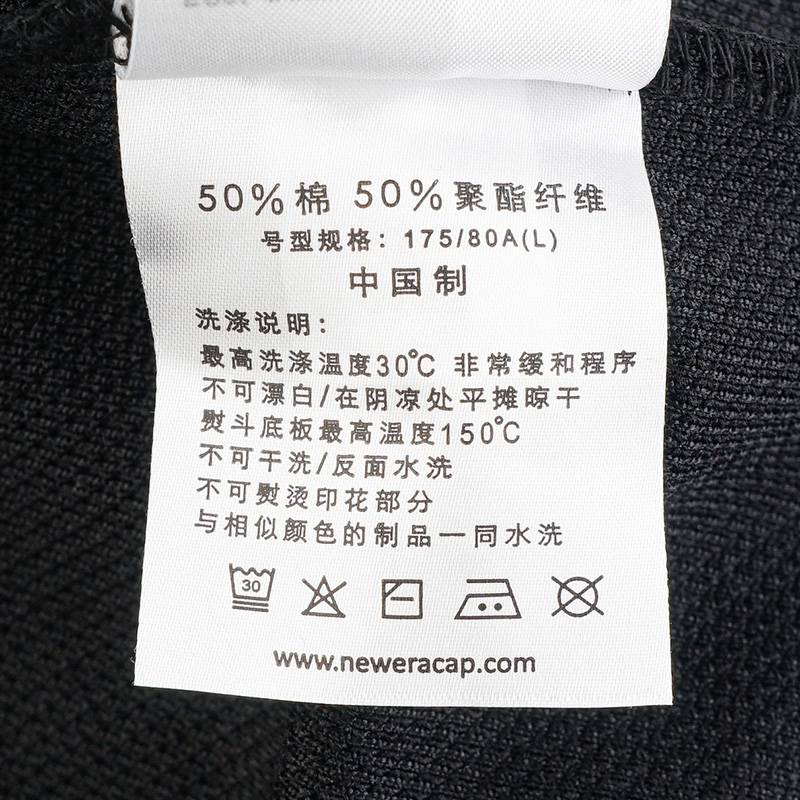 50%棉 50%聚酯纤维
号型规格：175/80A(L)
中国制
洗涤说明：
最高洗涤温度30℃ 非常缓和程序
不可漂白/在阴凉处平摊晾干
熨斗底板最高温度150℃
不可干洗/反面水洗
不可熨烫印花部分
与相似颜色的制品一同水洗
30
www.neweracap.com